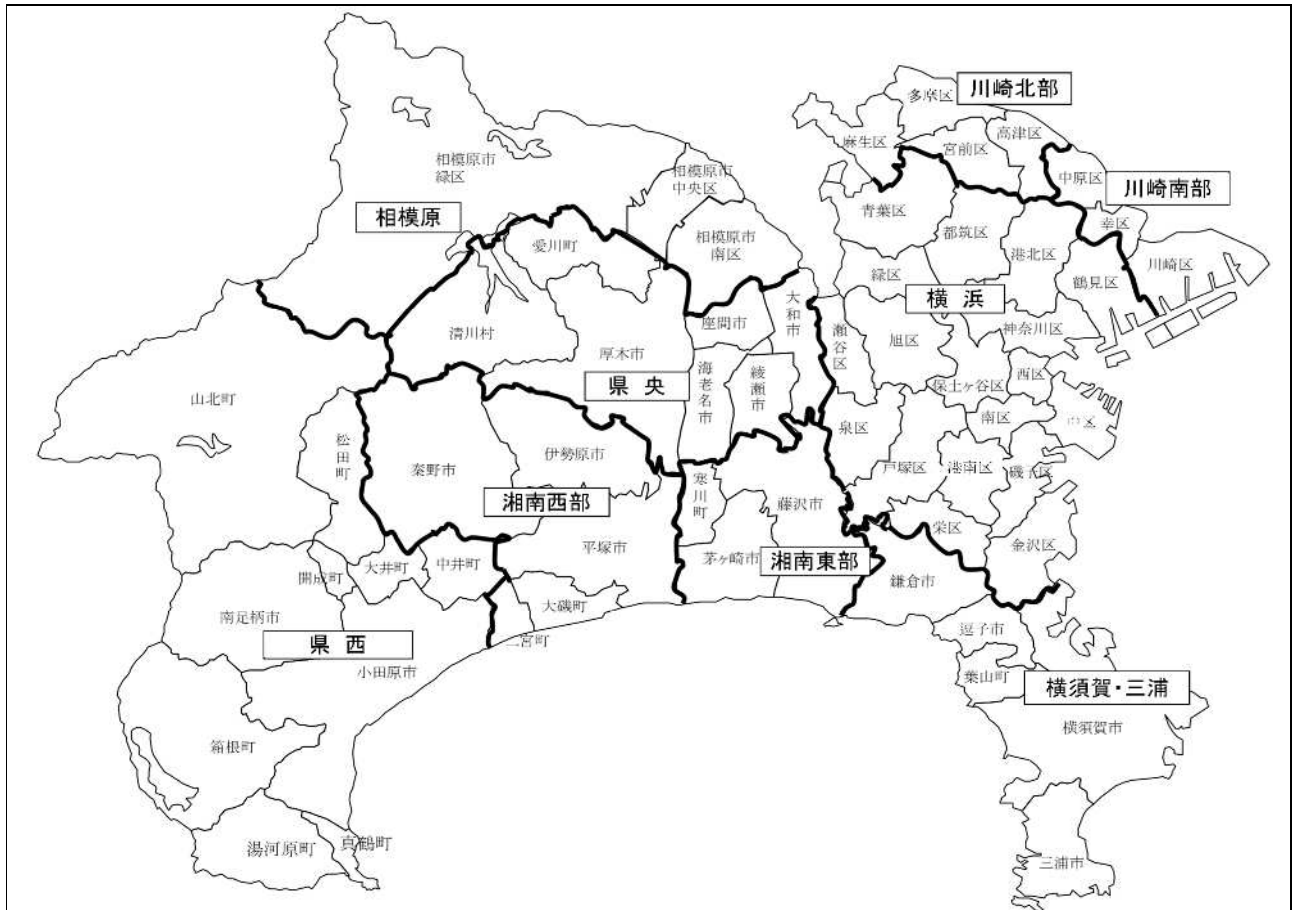 川崎北部
多摩区
高津区
麻生区
宮前区
中原区
川崎南部
相模原市
緑区
相模原市
中央区
青葉区
幸区
相模原
愛川町
相模原市
南区
都筑区
港北区
川崎区
緑区
鶴見区
横 浜
大和市
座間市
瀬谷区
旭区
神奈川区
清川村
厚木市
海老名市
綾瀬市
県 央
保土ヶ谷区
西区
山北町
南区
中区
泉区
松田町
秦野市
伊勢原市
戸塚区
港南区
磯子区
湘南西部
寒川町
藤沢市
栄区
金沢区
平塚市
茅ヶ崎市
湘南東部
開成町
大井町
中井町
鎌倉市
南足柄市
大磯町
県 西
二宮町
逗子市
小田原市
葉山町
横須賀・三浦
横須賀市
箱根町
湯河原町
真鶴町
三浦市